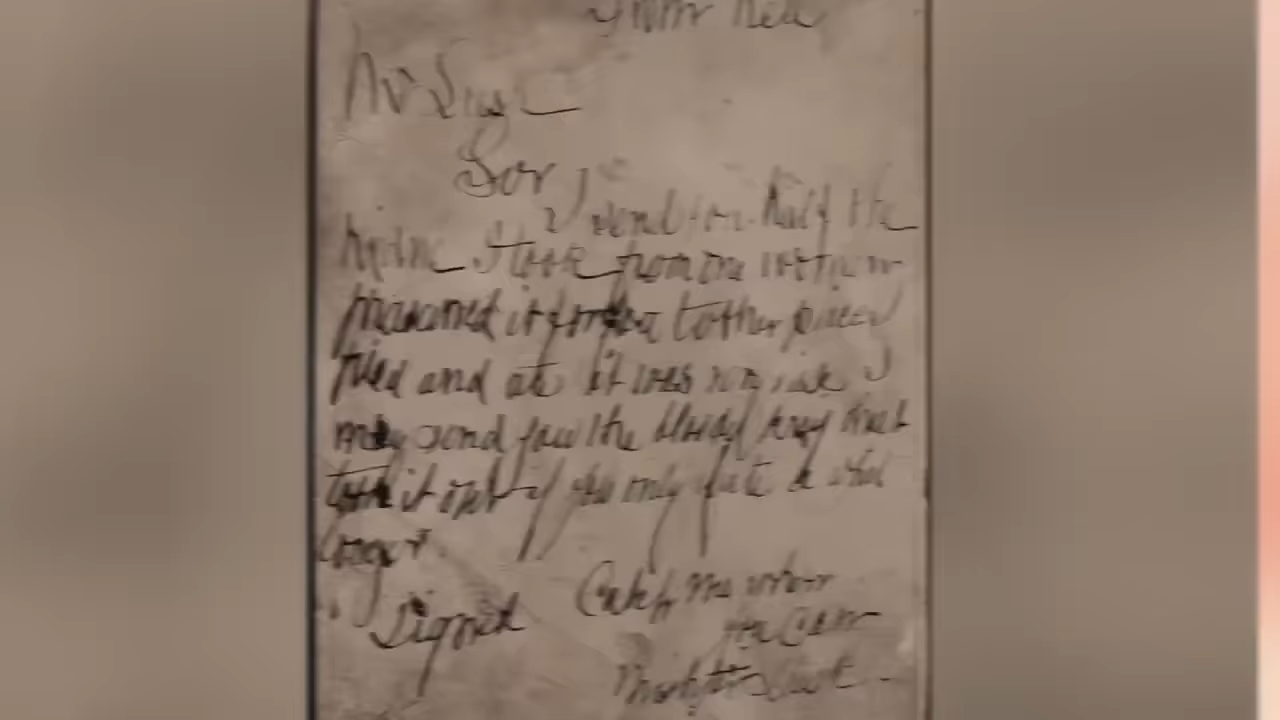 From hell
Mr Lusk
Sor
I send you half the
Kidne I took from one women
prasarved it for you tother piece I
fried and ate it was very nise I
may send you the bloody knif that
took it out if you only wate a whil
longer.
Signed Catch me when
you Can
Mishter Lusk.